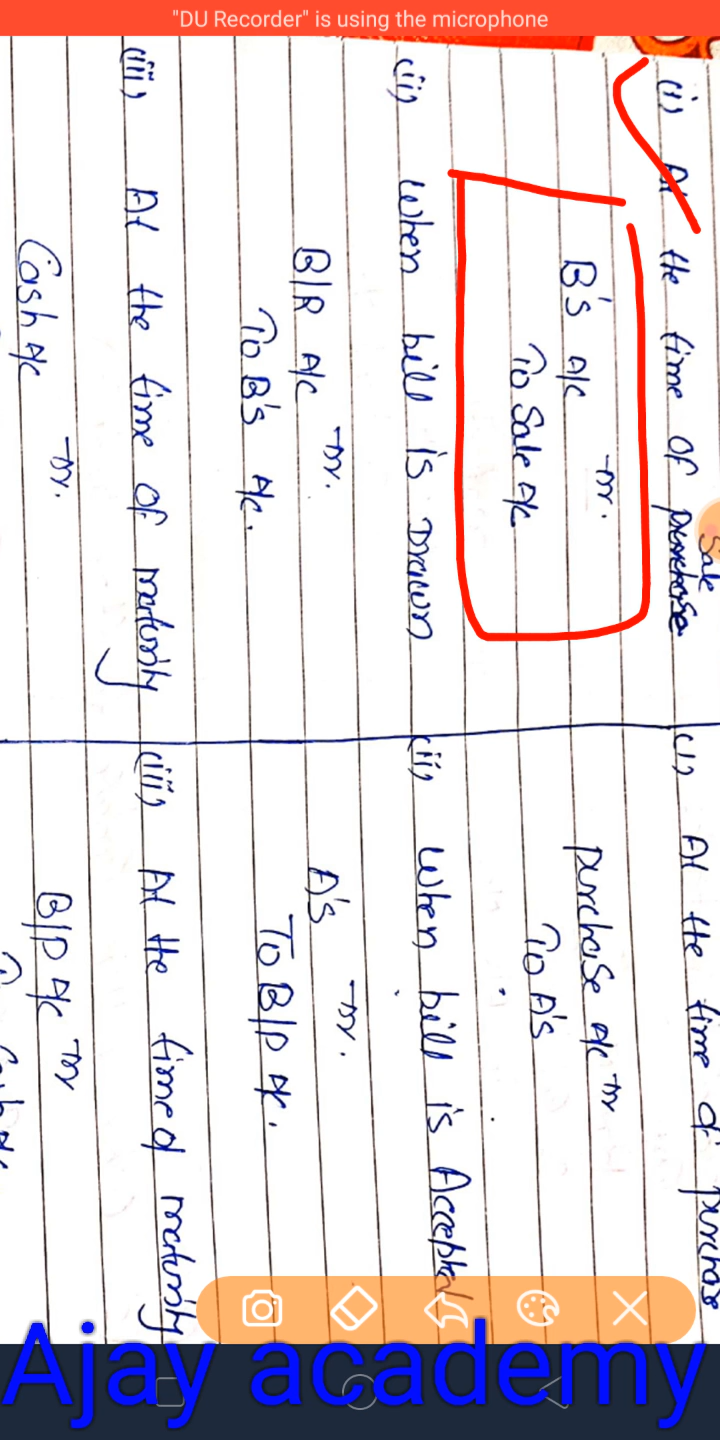 "DU Recorder" is using the microphone
(i) At the time of purchase
Sale
B's A/c Dr.
To Sale A/c
(ii) When bill is Drawn
B/R A/c Dr.
To B's A/c.
(iii) At the time of maturity
Cash A/c Dr.
(i) At the time of purchase
purchase A/c Dr
To A's
(ii) When bill is Accepted
A's Dr.
To B/P A/c.
(iii) At the time of maturity
B/P A/c Dr
Ajay academy